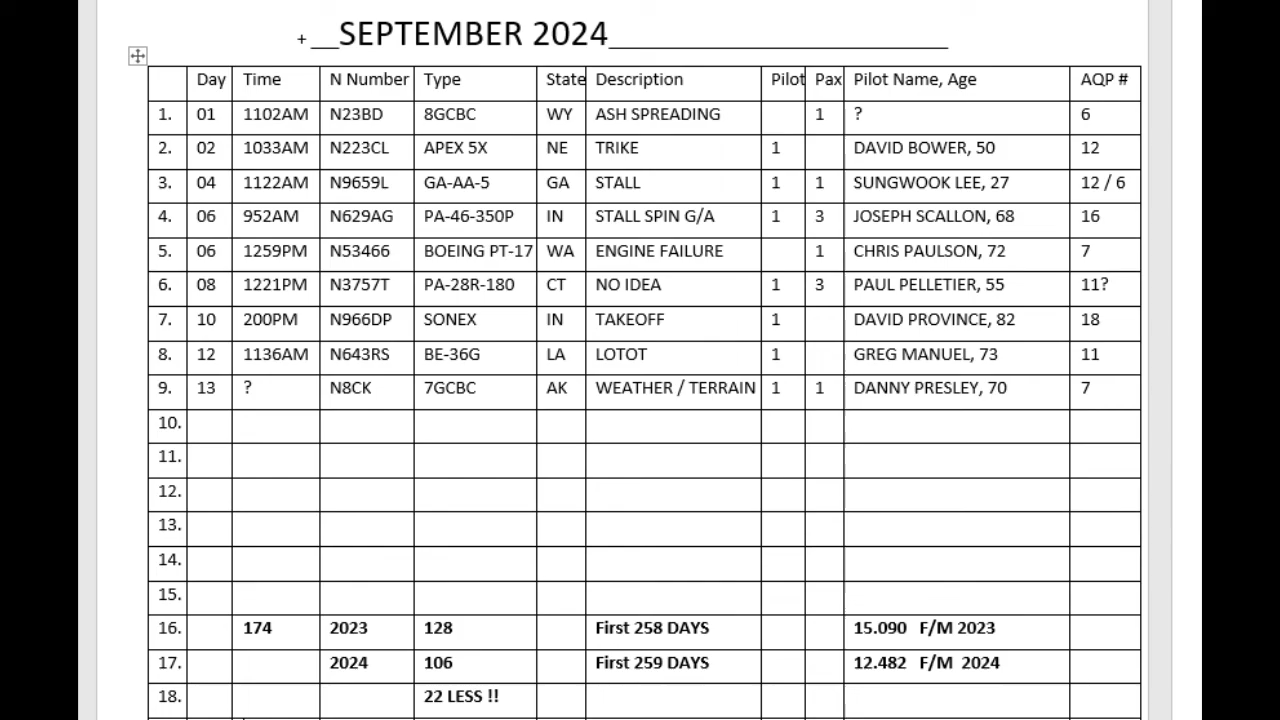 + __SEPTEMBER 2024______________________
Day Time N Number Type State Description Pilot Pax Pilot Name, Age AQP #
1. 01 1102AM N23BD 8GCBC WY ASH SPREADING 1 ? 6
2. 02 1033AM N223CL APEX 5X NE TRIKE 1 DAVID BOWER, 50 12
3. 04 1122AM N9659L GA-AA-5 GA STALL 1 1 SUNGWOOK LEE, 27 12 / 6
4. 06 952AM N629AG PA-46-350P IN STALL SPIN G/A 1 3 JOSEPH SCALLON, 68 16
5. 06 1259PM N53466 BOEING PT-17 WA ENGINE FAILURE 1 CHRIS PAULSON, 72 7
6. 08 1221PM N3757T PA-28R-180 CT NO IDEA 1 3 PAUL PELLETIER, 55 11?
7. 10 200PM N966DP SONEX IN TAKEOFF 1 DAVID PROVINCE, 82 18
8. 12 1136AM N643RS BE-36G LA LOTOT 1 GREG MANUEL, 73 11
9. 13 ? N8CK 7GCBC AK WEATHER / TERRAIN 1 1 DANNY PRESLEY, 70 7
10.
11.
12.
13.
14.
15.
16. 174 2023 128 First 258 DAYS 15.090 F/M 2023
17. 2024 106 First 259 DAYS 12.482 F/M 2024
18. 22 LESS !!